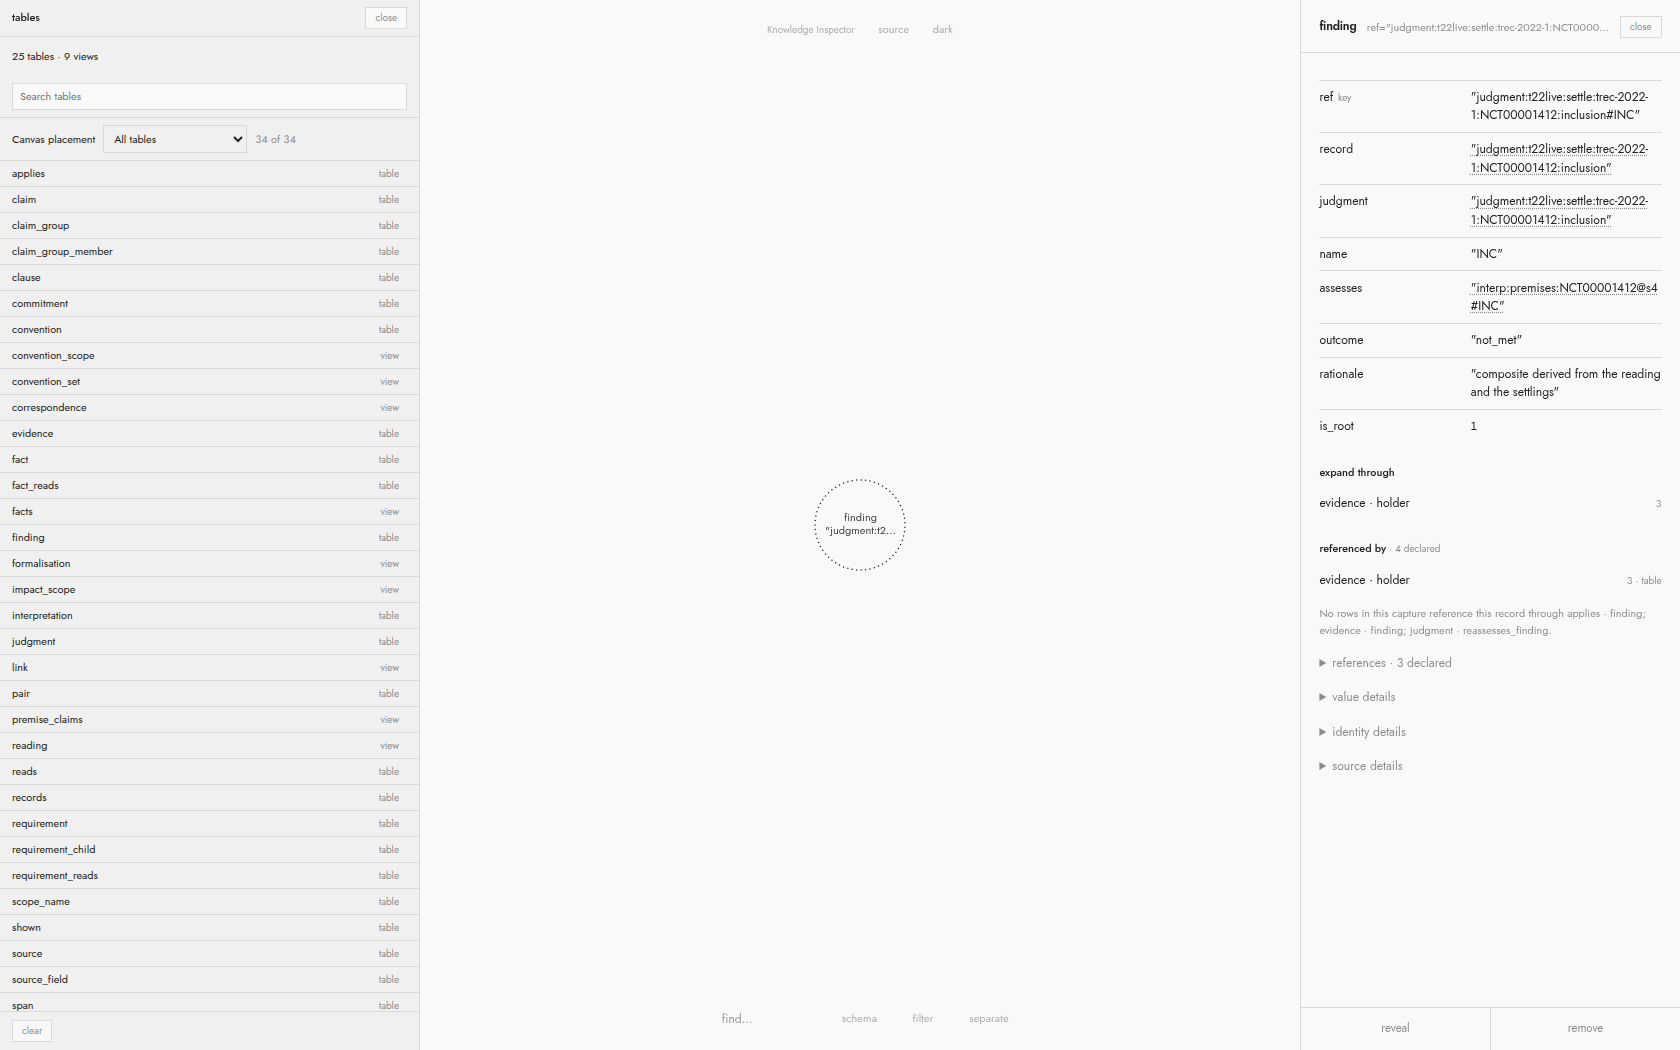 tables
close
25 tables · 9 views
Search tables
Canvas placement All tables 34 of 34
applies table
claim table
claim_group table
claim_group_member table
clause table
commitment table
convention table
convention_scope view
convention_set view
correspondence view
evidence table
fact table
fact_reads table
facts view
finding table
formalisation view
impact_scope view
interpretation table
judgment table
link view
pair table
premise_claims view
reading view
reads table
records table
requirement table
requirement_child table
requirement_reads table
scope_name table
shown table
source table
source_field table
span table
clear
Knowledge Inspector source dark
finding
"judgment:t2...
find... schema filter separate
finding ref="judgment:t22live:settle:trec-2022-1:NCT0000... close
ref key "judgment:t22live:settle:trec-2022-
1:NCT00001412:inclusion#INC"
record "judgment:t22live:settle:trec-2022-
1:NCT00001412:inclusion"
judgment "judgment:t22live:settle:trec-2022-
1:NCT00001412:inclusion"
name "INC"
assesses "interp:premises:NCT00001412@s4
#INC"
outcome "not_met"
rationale "composite derived from the reading
and the settlings"
is_root 1
expand through
evidence · holder 3
referenced by · 4 declared
evidence · holder 3 · table
No rows in this capture reference this record through applies · finding;
evidence · finding; judgment · reassesses_finding.
▶ references · 3 declared
▶ value details
▶ identity details
▶ source details
reveal remove